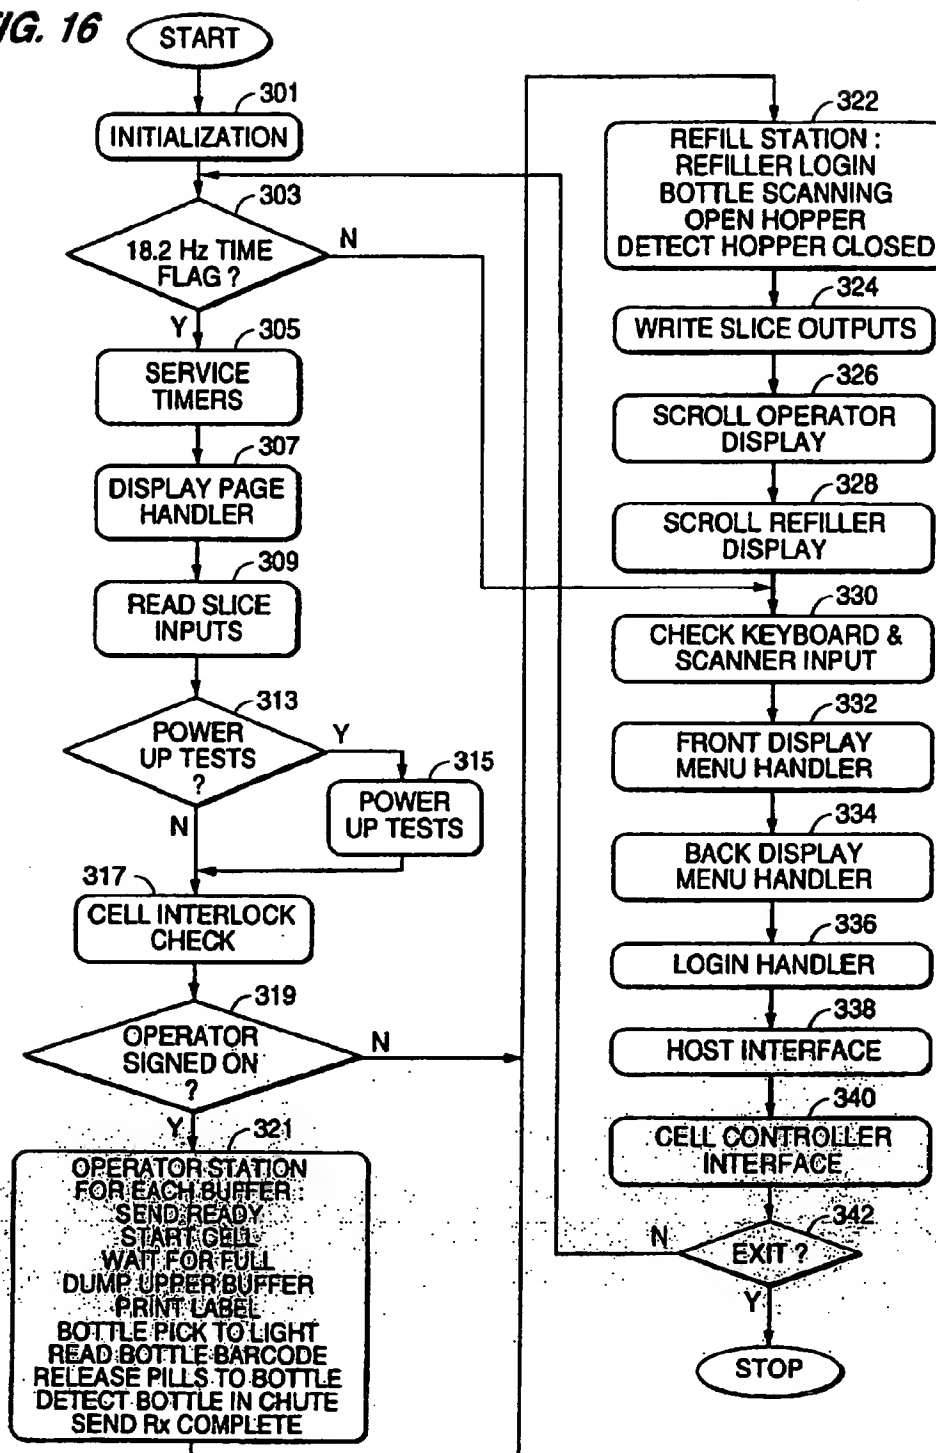 FIG. 16
START
301
INITIALIZATION
303
18.2 Hz TIME
FLAG ?
N
Y
305
SERVICE
TIMERS
307
DISPLAY PAGE
HANDLER
309
READ SLICE
INPUTS
313
POWER
UP TESTS
?
Y
N
315
POWER
UP TESTS
317
CELL INTERLOCK
CHECK
319
OPERATOR
SIGNED ON
?
N
Y
321
OPERATOR STATION
FOR EACH BUFFER :
SEND READY
START CELL
WAIT FOR FULL
DUMP UPPER BUFFER
PRINT LABEL
BOTTLE PICK TO LIGHT
READ BOTTLE BARCODE
RELEASE PILLS TO BOTTLE
DETECT BOTTLE IN CHUTE
SEND Rx COMPLETE
322
REFILL STATION :
REFILLER LOGIN
BOTTLE SCANNING
OPEN HOPPER
DETECT HOPPER CLOSED
324
WRITE SLICE OUTPUTS
326
SCROLL OPERATOR
DISPLAY
328
SCROLL REFILLER
DISPLAY
330
CHECK KEYBOARD &
SCANNER INPUT
332
FRONT DISPLAY
MENU HANDLER
334
BACK DISPLAY
MENU HANDLER
336
LOGIN HANDLER
338
HOST INTERFACE
340
CELL CONTROLLER
INTERFACE
342
EXIT ?
N
Y
STOP